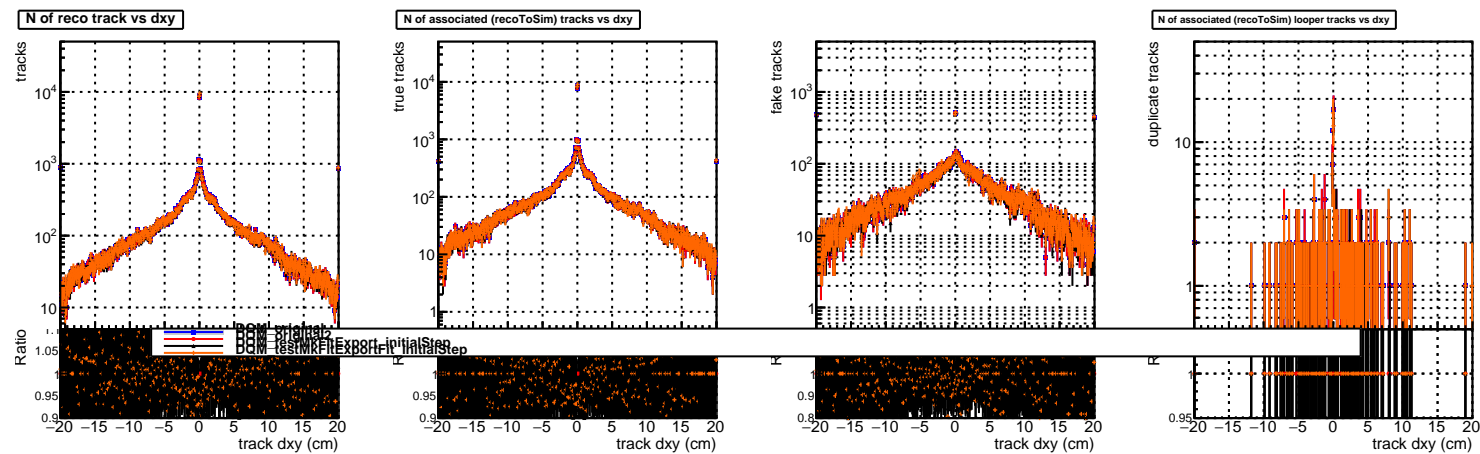 N of reco track vs dxy
N of associated (recoToSim) tracks vs dxy
N of associated (recoToSim) looper tracks vs dxy
tracks
10⁴
10³
10²
10
true tracks
10⁴
10³
10²
10
1
fake tracks
10³
10²
10
1
duplicate tracks
10
1
DQM_original
DQM_testMkFitExport_initialStep
DQM_testMkFitExportFit_initialStep
Ratio
1.05
1
0.95
0.9
−20 −15 −10 −5 0 5 10 15 20
track dxy (cm)
1
0.95
0.9
−20 −15 −10 −5 0 5 10 15 20
track dxy (cm)
1
0.9
0.8
−20 −15 −10 −5 0 5 10 15 20
track dxy (cm)
1
0.95
−20 −15 −10 −5 0 5 10 15 20
track dxy (cm)